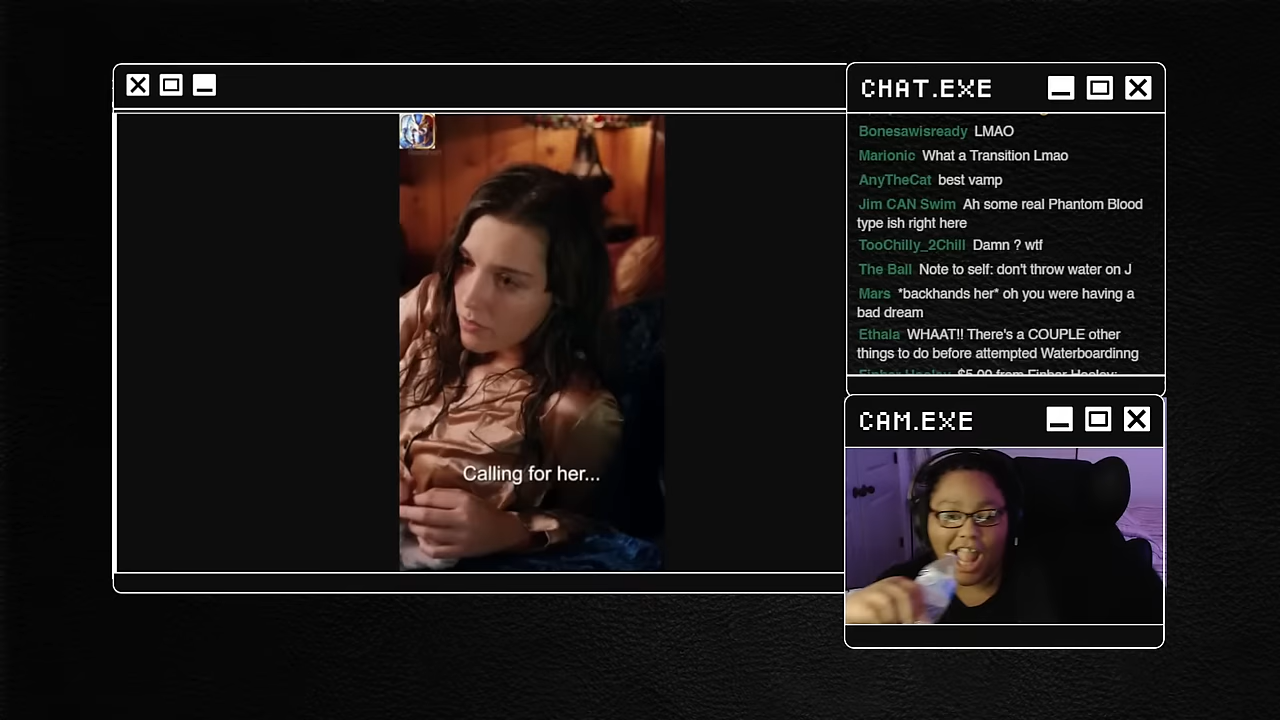 CHAT.EXE
Bonesawisready LMAO
Marionic What a Transition Lmao
AnyTheCat best vamp
Jim CAN Swim Ah some real Phantom Blood
type ish right here
TooChilly_2Chill Damn ? wtf
The Ball Note to self: don't throw water on J
Mars *backhands her* oh you were having a
bad dream
Ethala WHAAT!! There's a COUPLE other
things to do before attempted Waterboardinng
$5.00 from
Calling for her...
CAM.EXE